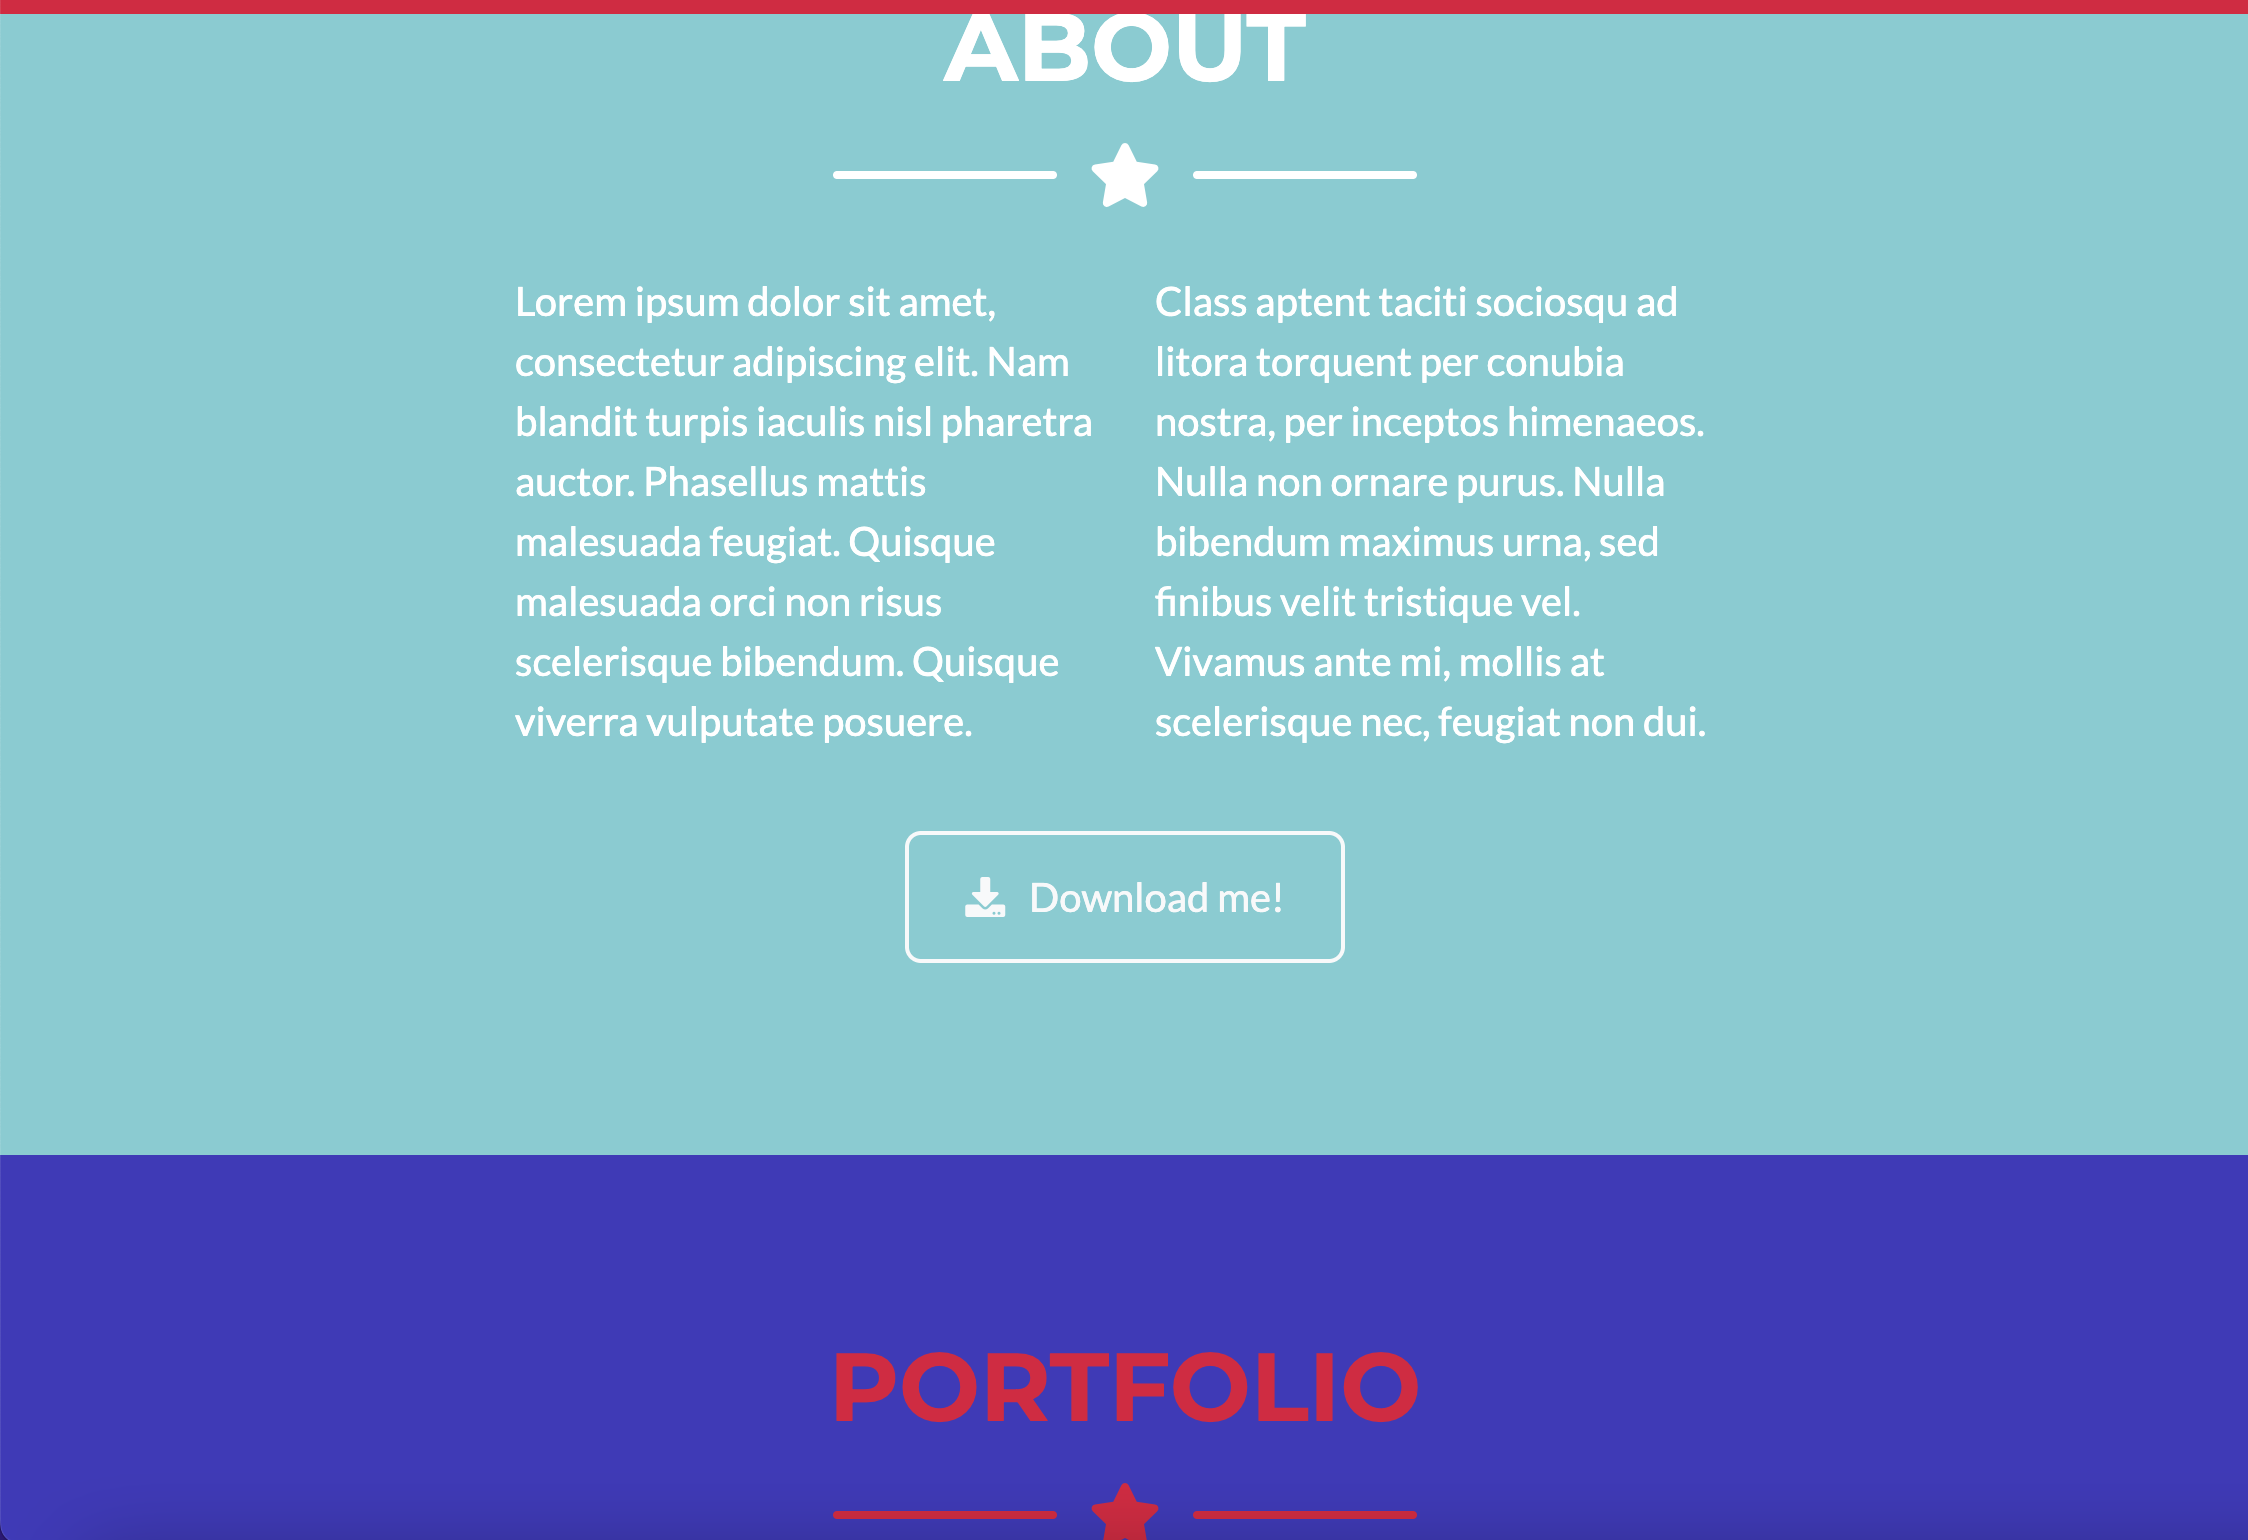 ABOUT
Lorem ipsum dolor sit amet,
consectetur adipiscing elit. Nam
blandit turpis iaculis nisl pharetra
auctor. Phasellus mattis
malesuada feugiat. Quisque
malesuada orci non risus
scelerisque bibendum. Quisque
viverra vulputate posuere.
Class aptent taciti sociosqu ad
litora torquent per conubia
nostra, per inceptos himenaeos.
Nulla non ornare purus. Nulla
bibendum maximus urna, sed
finibus velit tristique vel.
Vivamus ante mi, mollis at
scelerisque nec, feugiat non dui.
Download me!
PORTFOLIO